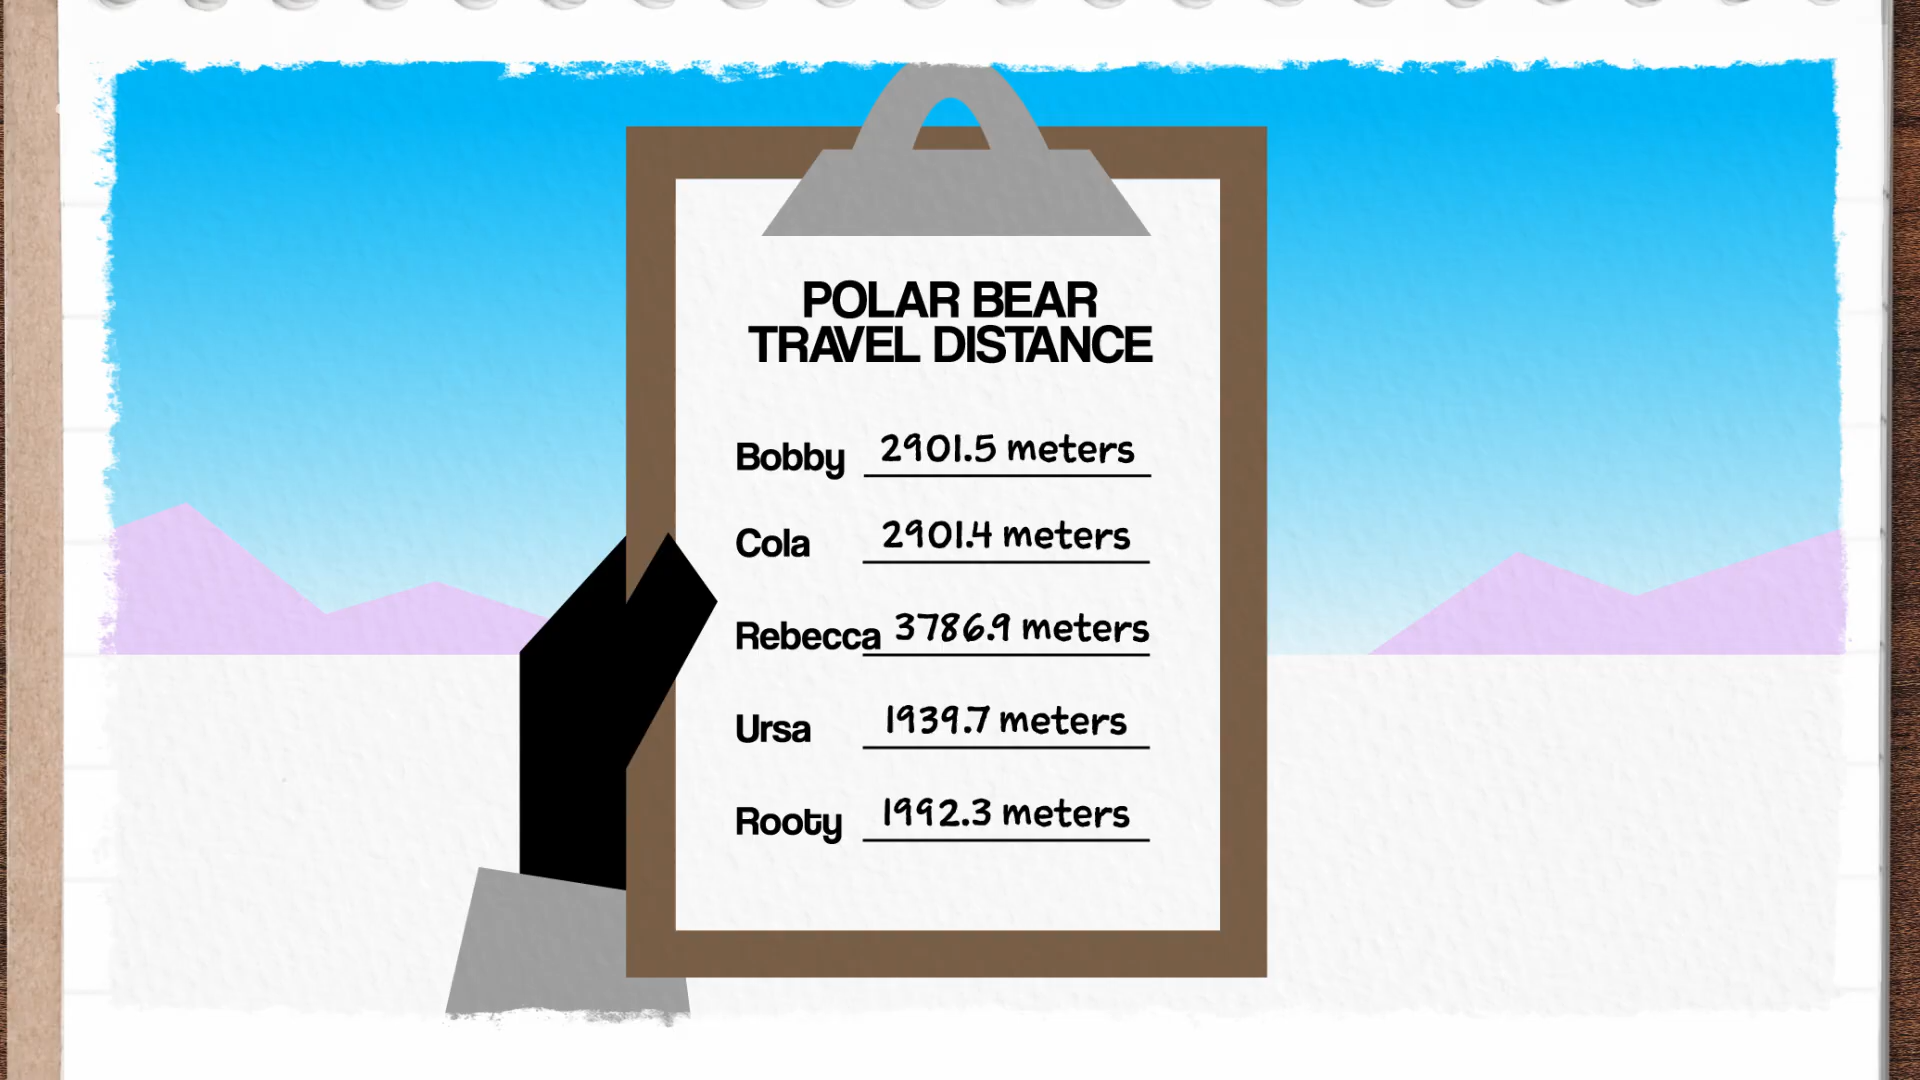 POLAR BEAR
TRAVEL DISTANCE
Bobby 2901.5 meters
Cola 2901.4 meters
Rebecca 3786.9 meters
Ursa 1939.7 meters
Rooty 1992.3 meters